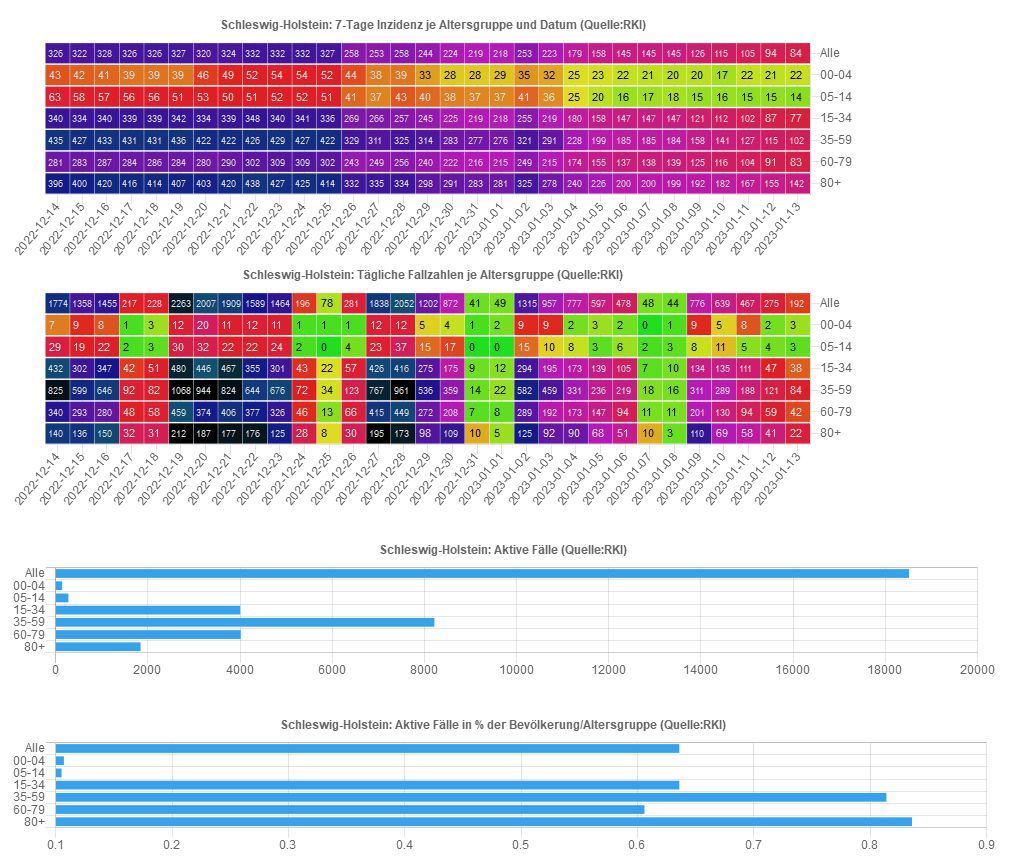 Schleswig-Holstein: 7-Tage Inzidenz je Altersgruppe und Datum (Quelle:RKI)
326 322 328 326 326 327 320 324 332 332 332 327 258 253 258 244 224 219 218 253 223 179 158 145 145 145 126 115 105 94 84 Alle
43 42 41 39 39 39 46 49 52 54 54 52 44 38 39 33 28 28 29 35 32 25 23 22 21 20 20 17 22 21 22 00-04
63 58 57 56 56 51 53 50 51 52 52 51 41 37 43 40 38 37 37 41 36 25 20 16 17 18 15 16 15 15 14 05-14
340 334 340 339 339 342 334 339 348 340 341 336 269 266 257 245 225 219 218 255 219 180 158 147 147 147 121 112 102 87 77 15-34
435 427 433 431 431 436 422 422 426 429 427 422 329 311 325 314 283 277 276 321 291 228 199 185 185 184 158 141 127 115 102 35-59
281 283 287 284 286 284 280 290 302 309 309 302 243 249 256 240 222 216 215 249 215 174 155 137 138 139 125 116 104 91 83 60-79
396 400 420 416 414 407 403 420 438 427 425 414 332 335 334 298 291 283 281 325 278 240 226 200 200 199 192 182 167 155 142 80+
2022-12-14 2022-12-15 2022-12-16 2022-12-17 2022-12-18 2022-12-19 2022-12-20 2022-12-21 2022-12-22 2022-12-23 2022-12-24 2022-12-25 2022-12-26 2022-12-27 2022-12-28 2022-12-29 2022-12-30 2022-12-31 2023-01-01 2023-01-02 2023-01-03 2023-01-04 2023-01-05 2023-01-06 2023-01-07 2023-01-08 2023-01-09 2023-01-10 2023-01-11 2023-01-12 2023-01-13
Schleswig-Holstein: Tägliche Fallzahlen je Altersgruppe (Quelle:RKI)
1774 1358 1455 217 228 2263 2007 1909 1589 1464 196 78 281 1838 2052 1202 872 41 49 1315 957 777 597 478 48 44 776 639 467 275 192 Alle
7 9 8 1 3 12 20 11 12 11 1 1 1 12 12 5 4 1 2 9 9 2 3 2 0 1 9 5 8 2 3 00-04
29 19 22 2 3 30 32 22 22 24 2 0 4 23 37 15 17 0 0 15 10 8 3 6 2 3 8 11 5 4 3 05-14
432 302 347 42 51 480 446 467 355 301 43 22 57 426 416 275 175 9 12 294 195 173 139 105 7 10 134 135 111 47 38 15-34
825 599 646 92 82 1068 944 824 644 676 72 34 123 767 961 536 359 14 22 582 459 331 236 219 18 16 311 289 188 121 84 35-59
340 293 280 48 58 459 374 406 377 326 46 13 66 415 449 272 208 7 8 289 192 173 147 94 11 11 201 130 94 59 42 60-79
140 136 150 32 31 212 187 177 176 125 28 8 30 195 173 98 109 10 5 125 92 90 68 51 10 3 110 69 58 41 22 80+
2022-12-14 2022-12-15 2022-12-16 2022-12-17 2022-12-18 2022-12-19 2022-12-20 2022-12-21 2022-12-22 2022-12-23 2022-12-24 2022-12-25 2022-12-26 2022-12-27 2022-12-28 2022-12-29 2022-12-30 2022-12-31 2023-01-01 2023-01-02 2023-01-03 2023-01-04 2023-01-05 2023-01-06 2023-01-07 2023-01-08 2023-01-09 2023-01-10 2023-01-11 2023-01-12 2023-01-13
Schleswig-Holstein: Aktive Fälle (Quelle:RKI)
Alle
00-04
05-14
15-34
35-59
60-79
80+
0 2000 4000 6000 8000 10000 12000 14000 16000 18000 20000
Schleswig-Holstein: Aktive Fälle in % der Bevölkerung/Altersgruppe (Quelle:RKI)
Alle
00-04
05-14
15-34
35-59
60-79
80+
0.1 0.2 0.3 0.4 0.5 0.6 0.7 0.8 0.9